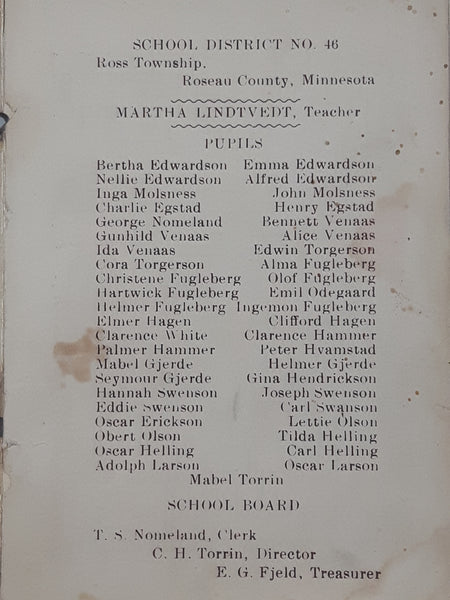 SCHOOL DISTRICT NO. 46
Ross Township,
Roseau County, Minnesota
MARTHA LINDTVEDT, Teacher
PUPILS
Bertha Edwardson Emma Edwardson
Nellie Edwardson Alfred Edwardson
Inga Molsness John Molsness
Charlie Egstad Henry Egstad
George Nomeland Bennett Venaas
Gunhild Venaas Alice Venaas
Ida Venaas Edwin Torgerson
Cora Torgerson Alma Fugleberg
Christene Fugleberg Olof Fugleberg
Hartwick Fugleberg Emil Odegaard
Helmer Fugleberg Ingemon Fugleberg
Elmer Hagen Clifford Hagen
Clarence White Clarence Hammer
Palmer Hammer Peter Hvamstad
Mabel Gjerde Helmer Gjerde
Seymour Gjerde Gina Hendrickson
Hannah Swenson Joseph Swenson
Eddie Swenson Carl Swanson
Oscar Erickson Lettie Olson
Obert Olson Tilda Helling
Oscar Helling Carl Helling
Adolph Larson Oscar Larson
Mabel Torrin
SCHOOL BOARD
T. S. Nomeland, Clerk
C. H. Torrin, Director
E. G. Fjeld, Treasurer